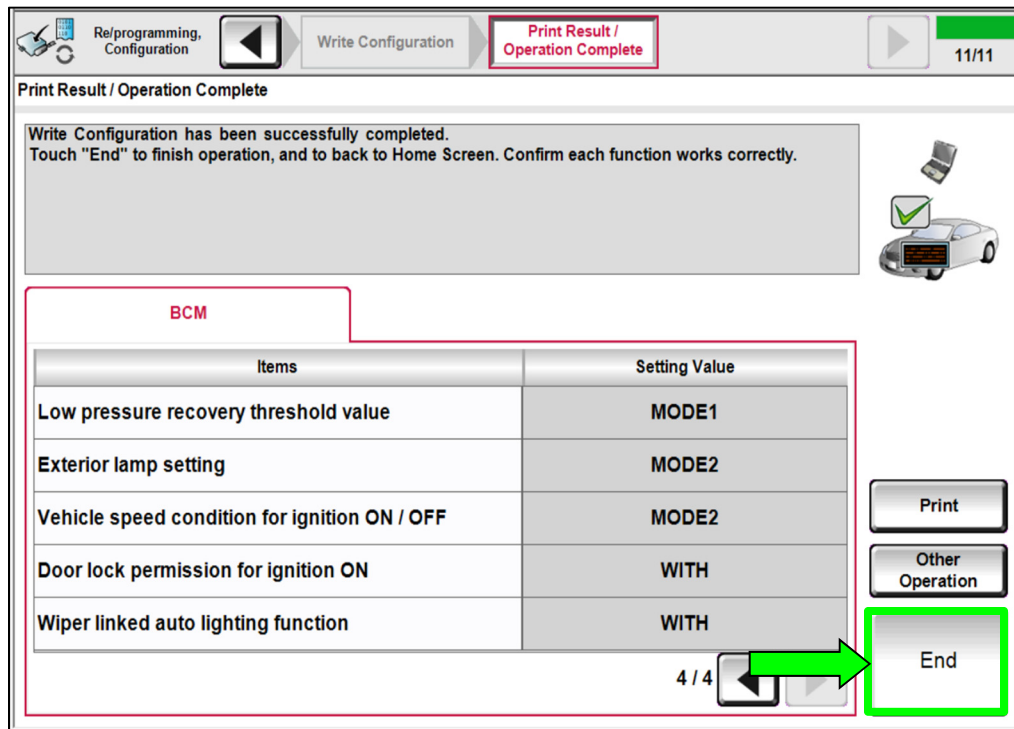 Re/programming,
Configuration
Write Configuration
Print Result /
Operation Complete
11/11
Print Result / Operation Complete
Write Configuration has been successfully completed.
Touch "End" to finish operation, and to back to Home Screen. Confirm each function works correctly.
BCM
Items Setting Value
Low pressure recovery threshold value MODE1
Exterior lamp setting MODE2
Vehicle speed condition for ignition ON / OFF MODE2
Door lock permission for ignition ON WITH
Wiper linked auto lighting function WITH
4 / 4
Print
Other
Operation
End